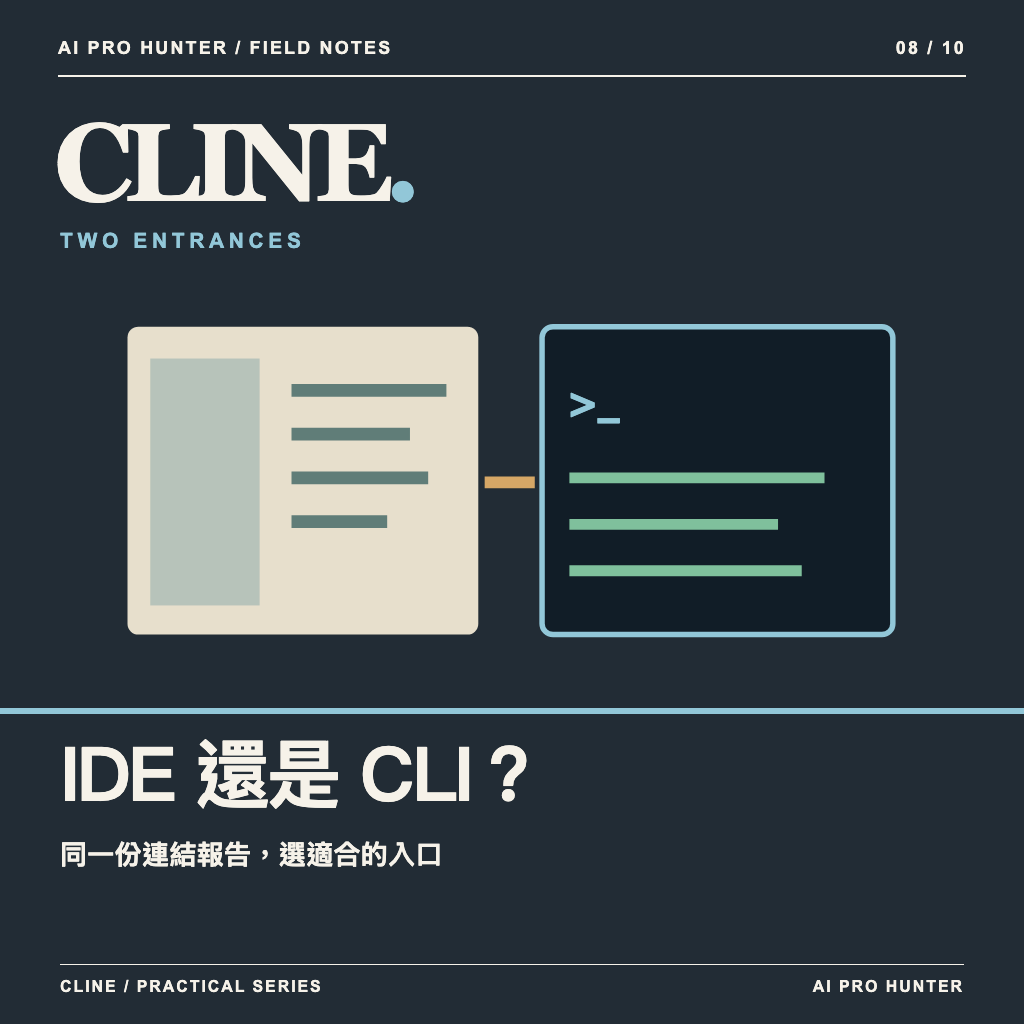 AI PRO HUNTER / FIELD NOTES
08 / 10
CLINE.
TWO ENTRANCES
>_
IDE 還是 CLI？
同一份連結報告，選適合的入口
CLINE / PRACTICAL SERIES
AI PRO HUNTER